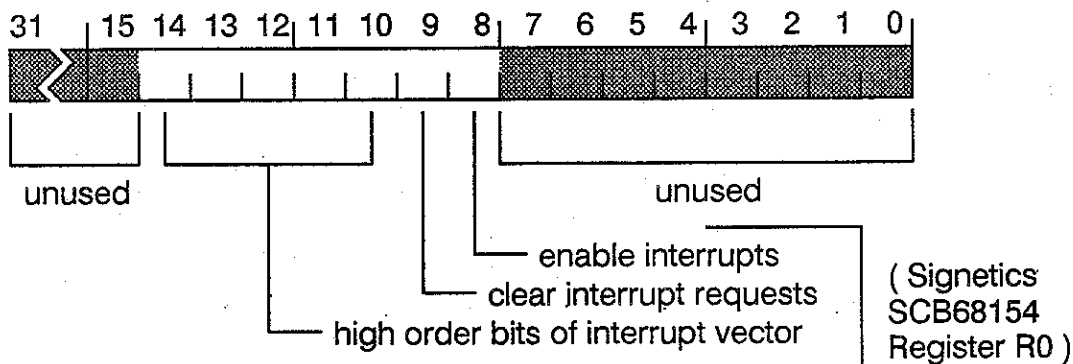 31 15 14 13 12 11 10 9 8 7 6 5 4 3 2 1 0
unused
unused
enable interrupts
clear interrupt requests
high order bits of interrupt vector
( Signetics
SCB68154
Register R0 )